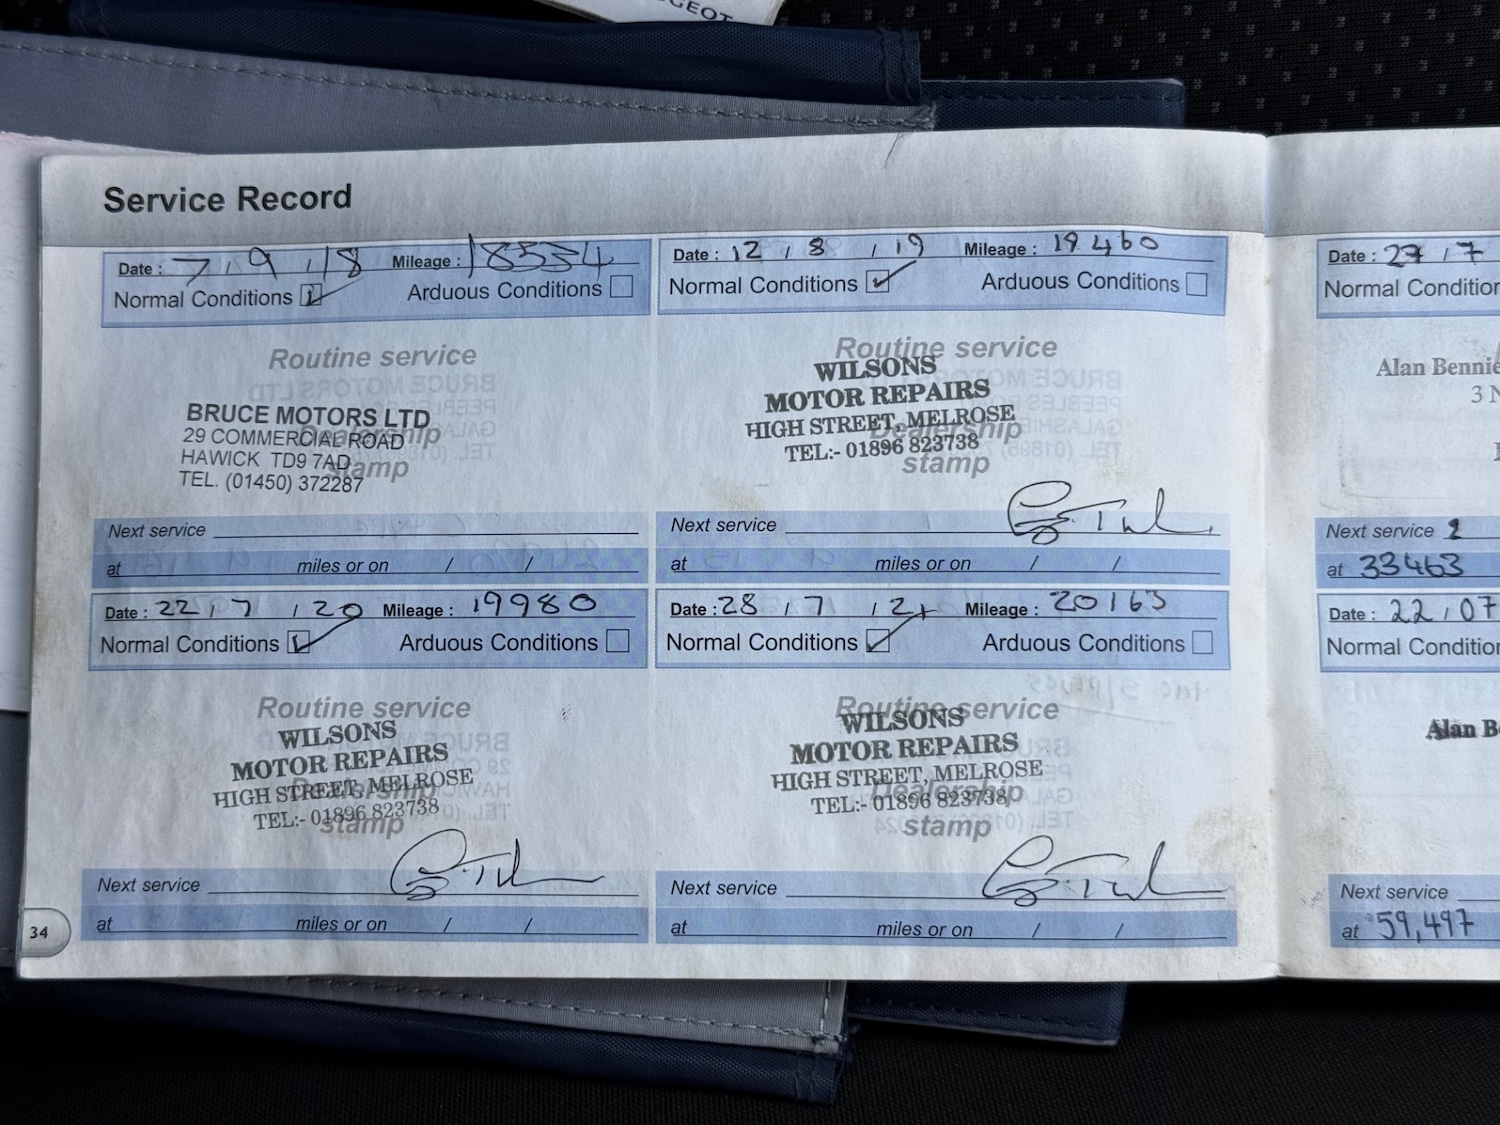 GEOT
Service Record
Date : 7 / 9 / 18 Mileage : 18554
Normal Conditions Arduous Conditions
Routine service
Dealership
stamp
BRUCE MOTORS LTD
29 COMMERCIAL ROAD
HAWICK TD9 7AD
TEL. (01450) 372287
Next service
at miles or on / /
Date : 12 / 8 / 19 Mileage : 19460
Normal Conditions Arduous Conditions
Routine service
Dealership
stamp
WILSONS
MOTOR REPAIRS
HIGH STREET, MELROSE
TEL:- 01896 823738
Next service
at miles or on / /
Date : 22 / 7 / 20 Mileage : 19980
Normal Conditions Arduous Conditions
Routine service
Dealership
stamp
WILSONS
MOTOR REPAIRS
HIGH STREET, MELROSE
TEL:- 01896 823738
Next service
at miles or on / /
Date : 28 / 7 / 21 Mileage : 20163
Normal Conditions Arduous Conditions
Routine service
Dealership
stamp
WILSONS
MOTOR REPAIRS
HIGH STREET, MELROSE
TEL:- 01896 823738
Next service
at miles or on / /
34
Date : 27 / 7
Normal Condition
Alan Bennie
3 N
Next service
at 33463
Date : 22 / 07
Normal Condition
Alan B
Next service
at 59,497